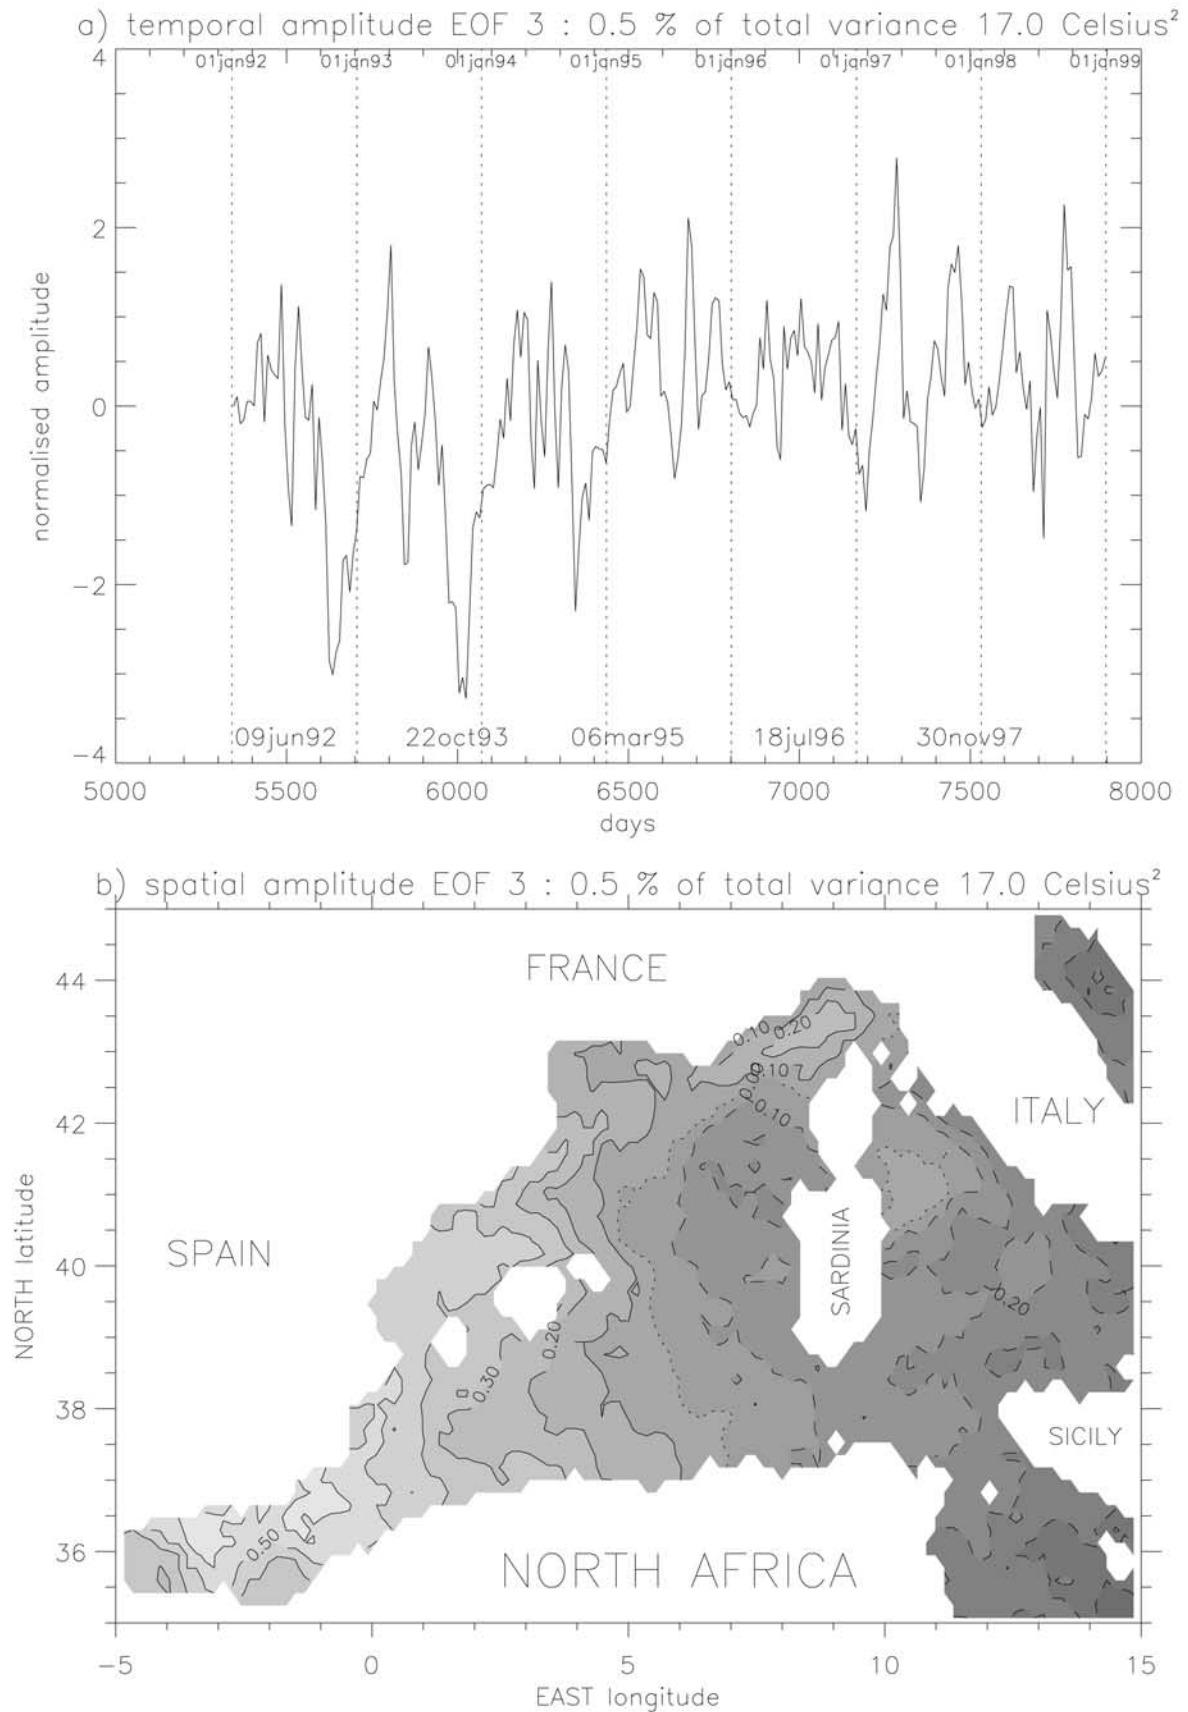 a) temporal amplitude EOF 3 : 0.5 % of total variance 17.0 Celsius²
4
01jan92 01jan93 01jan94 01jan95 01jan96 01jan97 01jan98 01jan99
2
normalised amplitude
0
−2
−4
09jun92 22oct93 06mar95 18jul96 30nov97
5000 5500 6000 6500 7000 7500 8000
days
b) spatial amplitude EOF 3 : 0.5 % of total variance 17.0 Celsius²
44
FRANCE
0.10 0.20
0.00 0.10
−0.10
42
ITALY
NORTH latitude
SPAIN
SARDINIA
40
0.20
0.20
0.30
38
SICILY
0.50
36
NORTH AFRICA
−5 0 5 10 15
EAST longitude